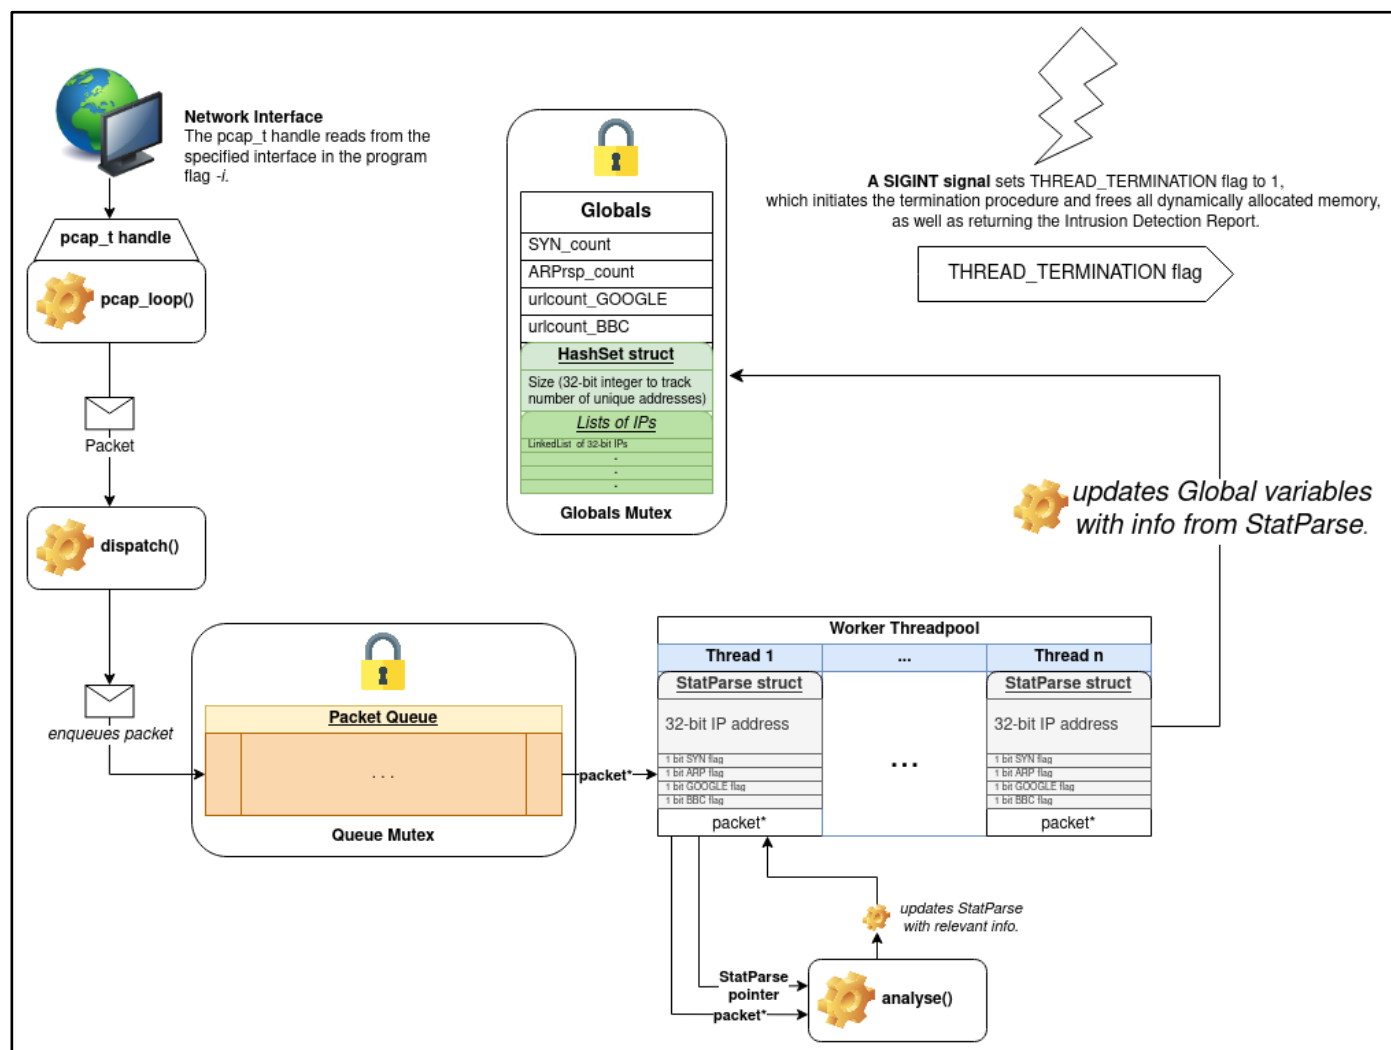 Network Interface
The pcap_t handle reads from the
specified interface in the program
flag -i.
pcap_t handle
pcap_loop()
Packet
dispatch()
enqueues packet
Globals
SYN_count
ARPrsp_count
urlcount_GOOGLE
urlcount_BBC
HashSet struct
Size (32-bit integer to track
number of unique addresses)
Lists of IPs
LinkedList of 32-bit IPs
.
.
.
Globals Mutex
A SIGINT signal sets THREAD_TERMINATION flag to 1,
which initiates the termination procedure and frees all dynamically allocated memory,
as well as returning the Intrusion Detection Report.
THREAD_TERMINATION flag
updates Global variables
with info from StatParse.
Packet Queue
. . .
Queue Mutex
packet*
Worker Threadpool
Thread 1
...
Thread n
StatParse struct
32-bit IP address
1 bit SYN flag
1 bit ARP flag
1 bit GOOGLE flag
1 bit BBC flag
packet*
...
StatParse struct
32-bit IP address
1 bit SYN flag
1 bit ARP flag
1 bit GOOGLE flag
1 bit BBC flag
packet*
updates StatParse
with relevant info.
StatParse
pointer
packet*
analyse()